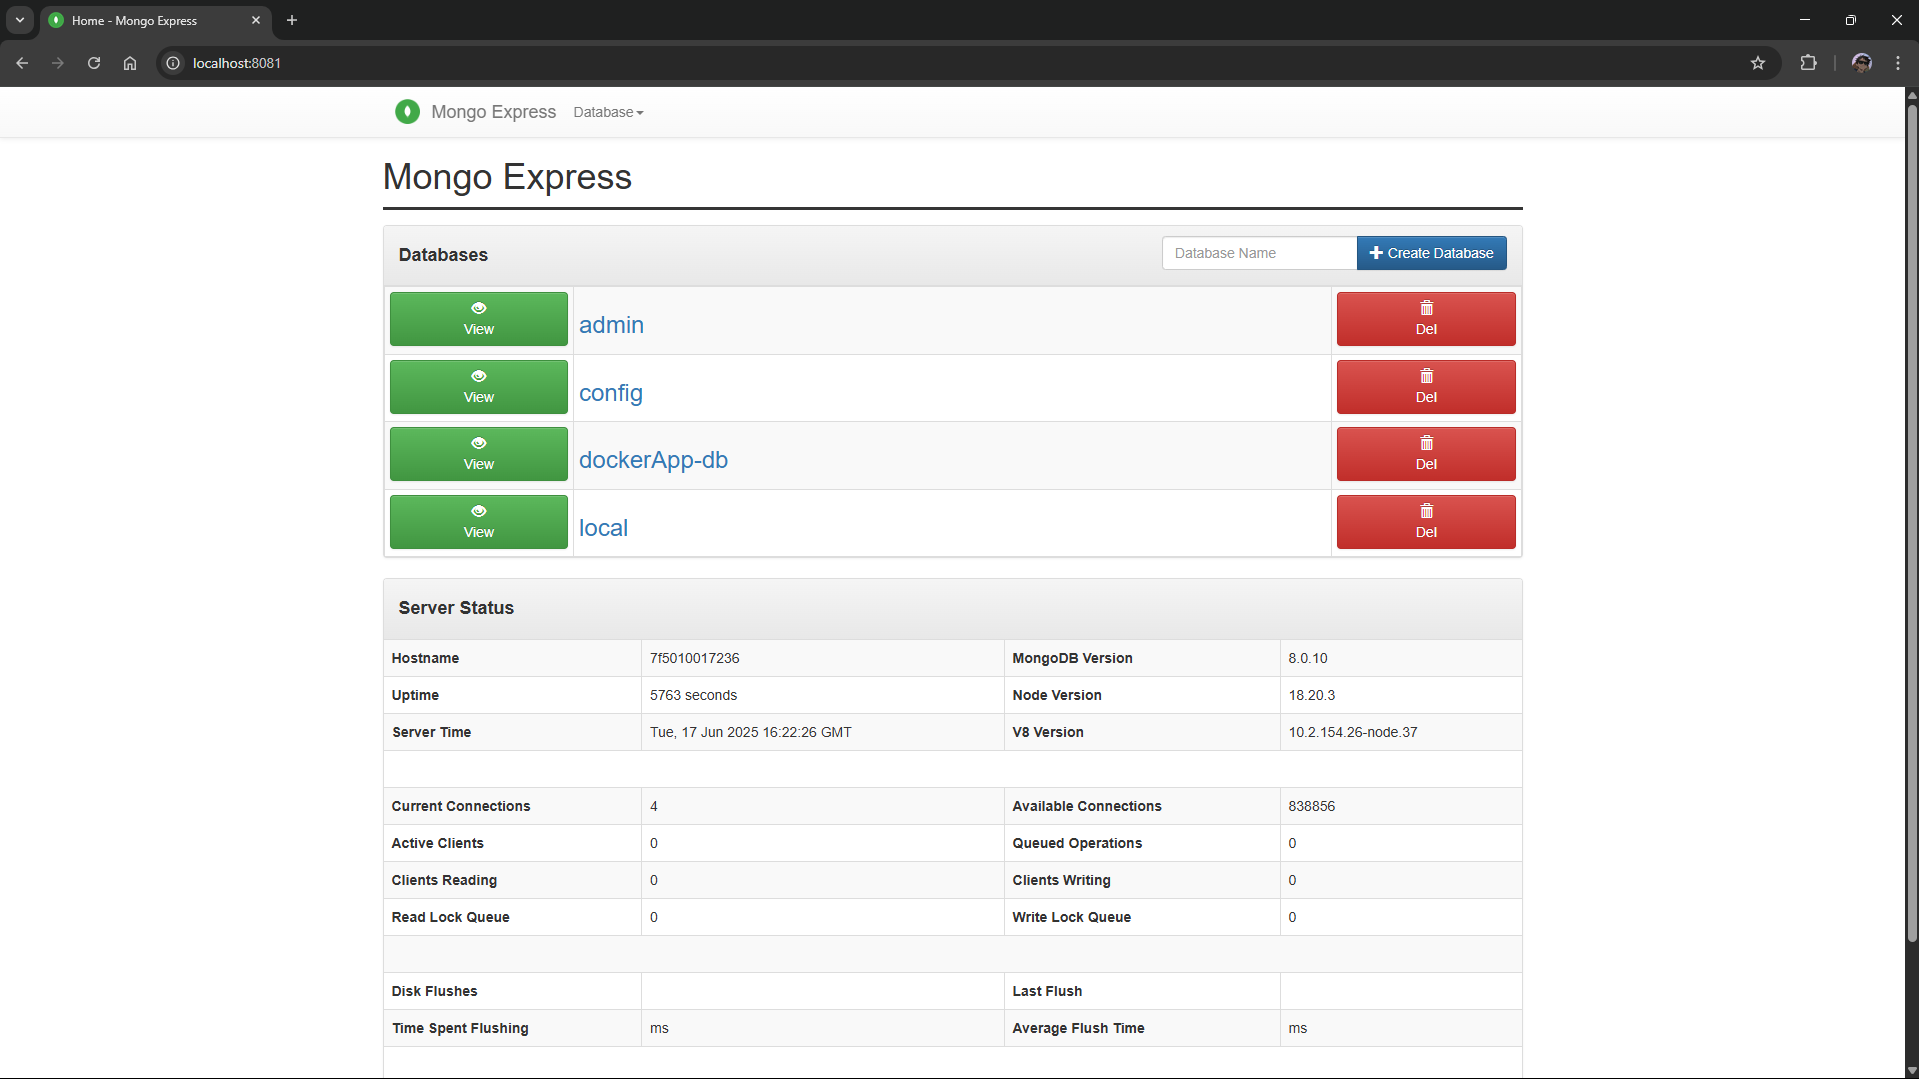 Home - Mongo Express
localhost:8081
Mongo Express Database
Mongo Express
Databases Database Name Create Database
View admin Del
View config Del
View dockerApp-db Del
View local Del
Server Status
Hostname 7f5010017236 MongoDB Version 8.0.10
Uptime 5763 seconds Node Version 18.20.3
Server Time Tue, 17 Jun 2025 16:22:26 GMT V8 Version 10.2.154.26-node.37
Current Connections 4 Available Connections 838856
Active Clients 0 Queued Operations 0
Clients Reading 0 Clients Writing 0
Read Lock Queue 0 Write Lock Queue 0
Disk Flushes Last Flush
Time Spent Flushing ms Average Flush Time ms